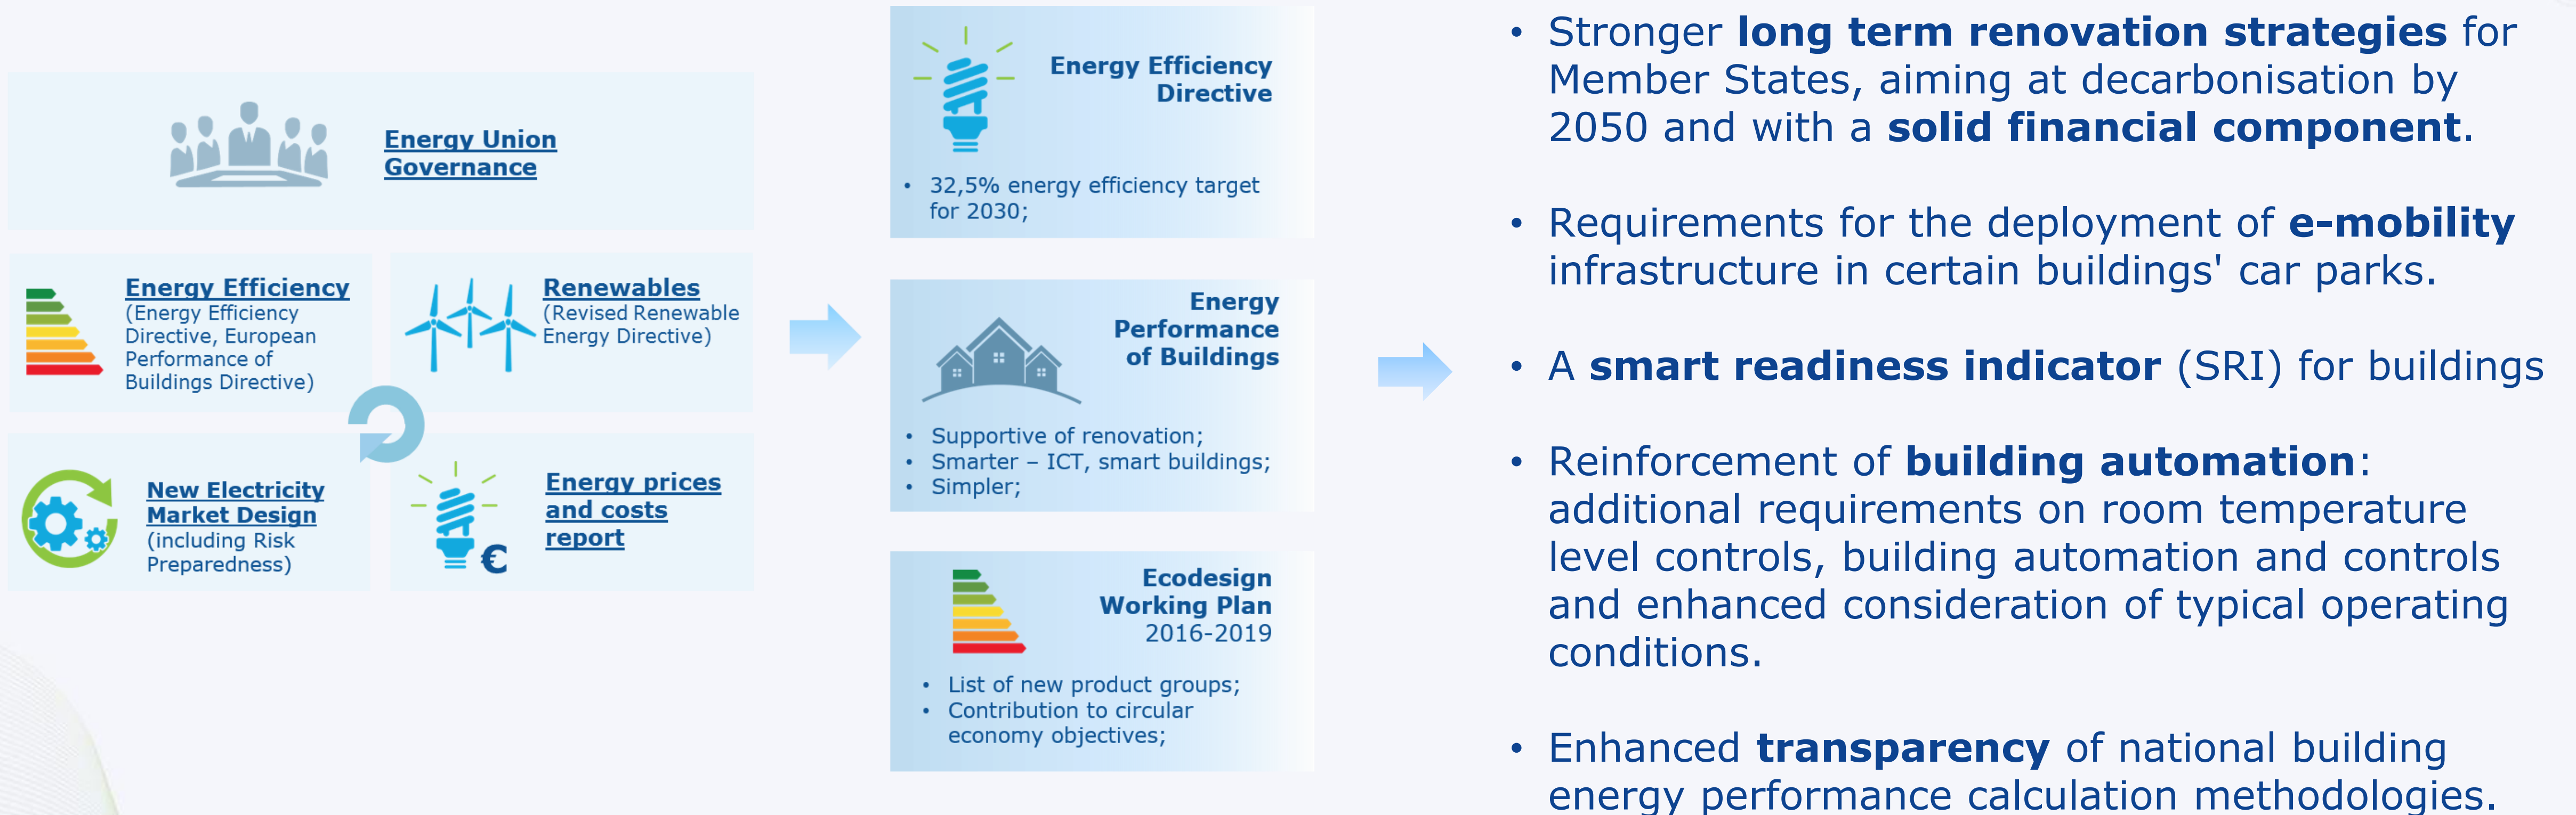 Energy Union
Governance
Energy Efficiency
(Energy Efficiency
Directive, European
Performance of
Buildings Directive)
Renewables
(Revised Renewable
Energy Directive)
New Electricity
Market Design
(including Risk
Preparedness)
€
Energy prices
and costs
report
Energy Efficiency
Directive
• 32,5% energy efficiency target
for 2030;
Energy
Performance
of Buildings
• Supportive of renovation;
• Smarter – ICT, smart buildings;
• Simpler;
Ecodesign
Working Plan
2016-2019
• List of new product groups;
• Contribution to circular
economy objectives;
• Stronger long term renovation strategies for
Member States, aiming at decarbonisation by
2050 and with a solid financial component.
• Requirements for the deployment of e-mobility
infrastructure in certain buildings' car parks.
• A smart readiness indicator (SRI) for buildings
• Reinforcement of building automation:
additional requirements on room temperature
level controls, building automation and controls
and enhanced consideration of typical operating
conditions.
• Enhanced transparency of national building
energy performance calculation methodologies.